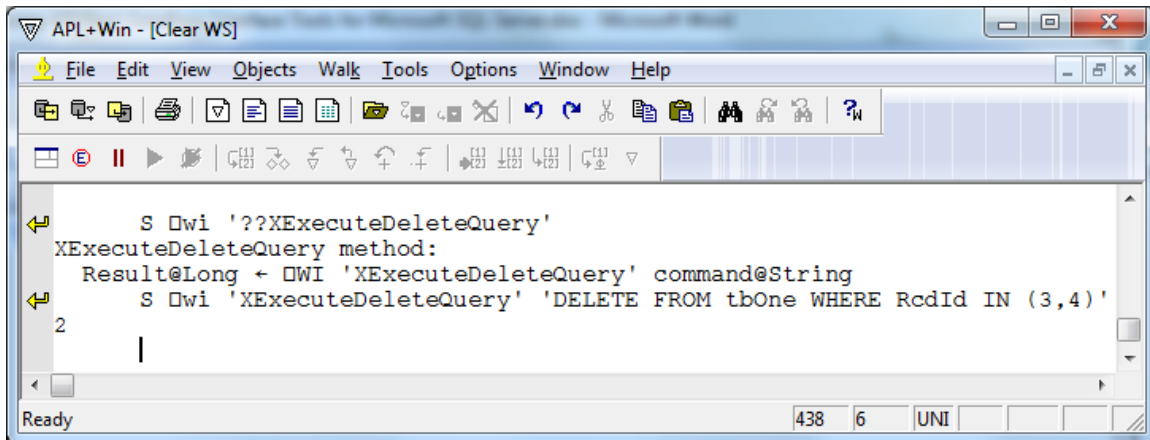 APL+Win - [Clear WS]
File Edit View Objects Walk Tools Options Window Help
S ⎕wi '??XExecuteDeleteQuery'
XExecuteDeleteQuery method:
Result@Long ← ⎕WI 'XExecuteDeleteQuery' command@String
S ⎕wi 'XExecuteDeleteQuery' 'DELETE FROM tbOne WHERE RcdId IN (3,4)'
2
Ready 438 6 UNI